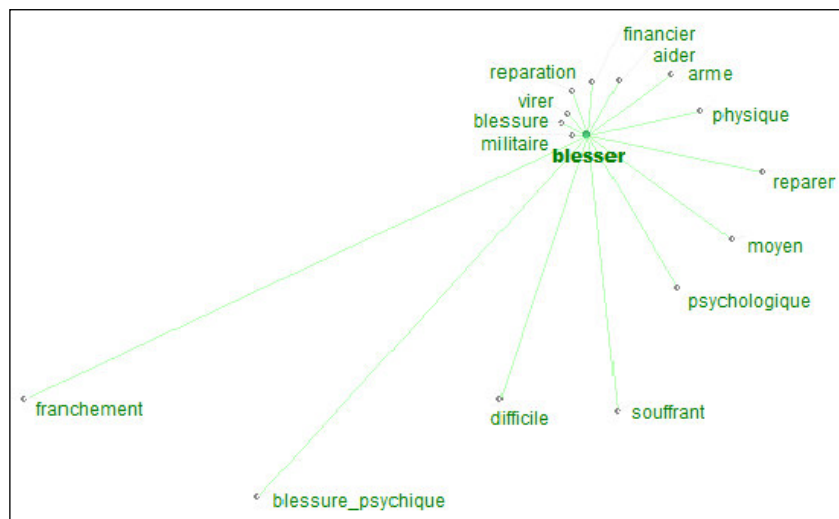 financier
aider
reparation
arme
virer
physique
blessure
militaire
blesser
reparer
moyen
psychologique
franchement
difficile
souffrant
blessure_psychique